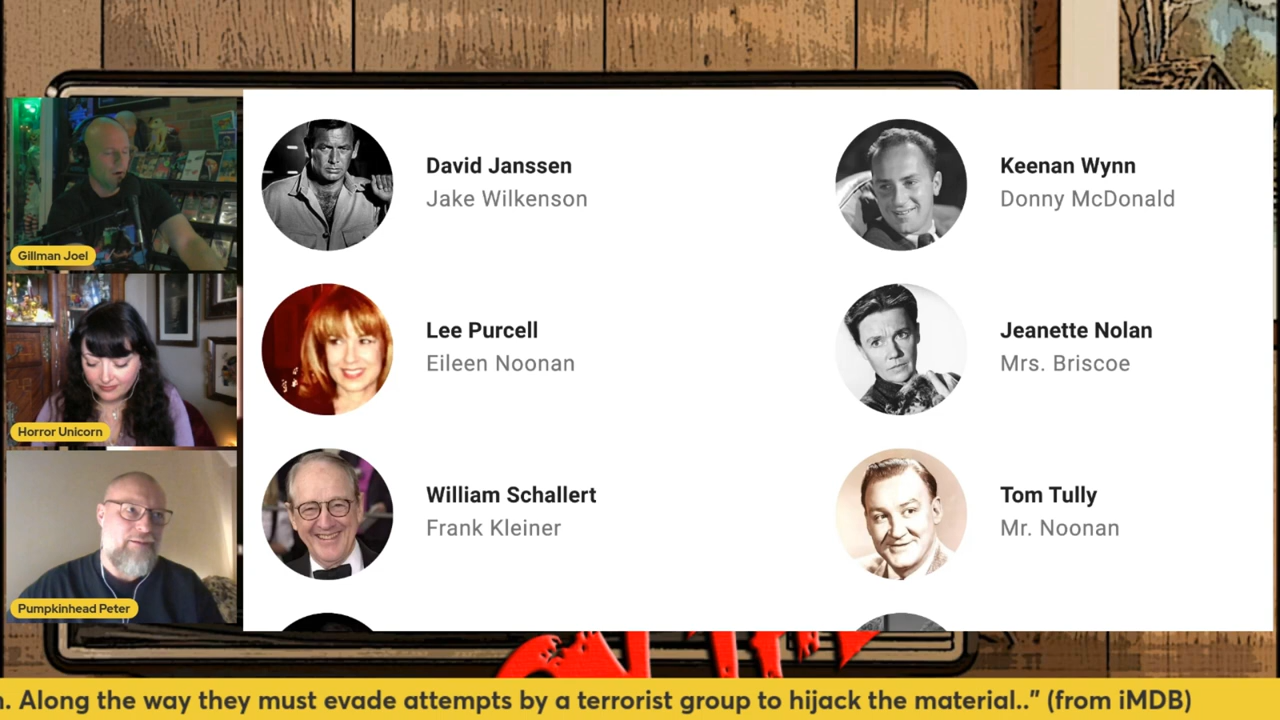 Gillman Joel
Horror Unicorn
Pumpkinhead Peter
David Janssen
Jake Wilkenson
Keenan Wynn
Donny McDonald
Lee Purcell
Eileen Noonan
Jeanette Nolan
Mrs. Briscoe
William Schallert
Frank Kleiner
Tom Tully
Mr. Noonan
. Along the way they must evade attempts by a terrorist group to hijack the material..” (from iMDB)